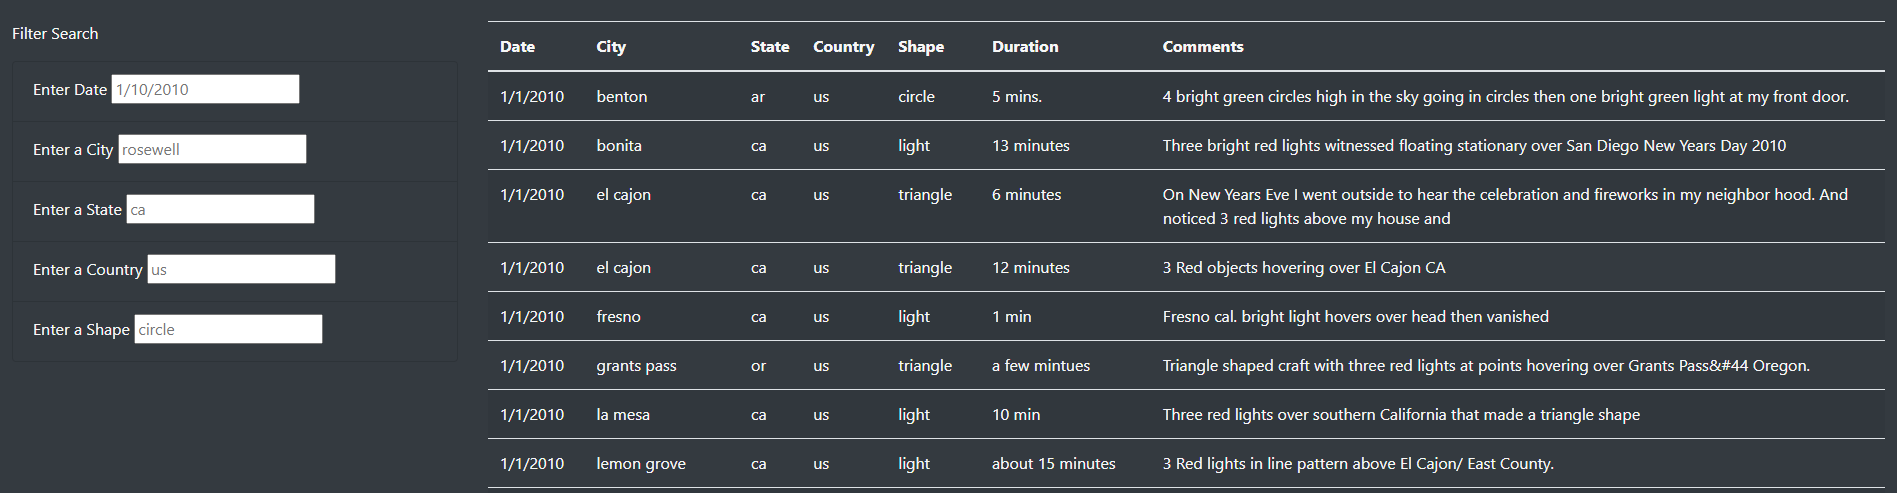 Filter Search
Enter Date 1/10/2010
Enter a City rosewell
Enter a State ca
Enter a Country us
Enter a Shape circle
Date City State Country Shape Duration Comments
1/1/2010 benton ar us circle 5 mins. 4 bright green circles high in the sky going in circles then one bright green light at my front door.
1/1/2010 bonita ca us light 13 minutes Three bright red lights witnessed floating stationary over San Diego New Years Day 2010
1/1/2010 el cajon ca us triangle 6 minutes On New Years Eve I went outside to hear the celebration and fireworks in my neighbor hood. And
noticed 3 red lights above my house and
1/1/2010 el cajon ca us triangle 12 minutes 3 Red objects hovering over El Cajon CA
1/1/2010 fresno ca us light 1 min Fresno cal. bright light hovers over head then vanished
1/1/2010 grants pass or us triangle a few mintues Triangle shaped craft with three red lights at points hovering over Grants Pass&#44 Oregon.
1/1/2010 la mesa ca us light 10 min Three red lights over southern California that made a triangle shape
1/1/2010 lemon grove ca us light about 15 minutes 3 Red lights in line pattern above El Cajon/ East County.